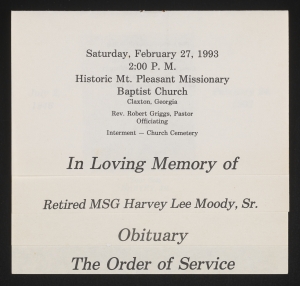 Saturday, February 27, 1993
2:00 P. M.
Historic Mt. Pleasant Missionary
Baptist Church
Claxton, Georgia
Rev. Robert Griggs, Pastor
Officiating
Interment — Church Cemetery
In Loving Memory of
Retired MSG Harvey Lee Moody, Sr.
Obituary
The Order of Service